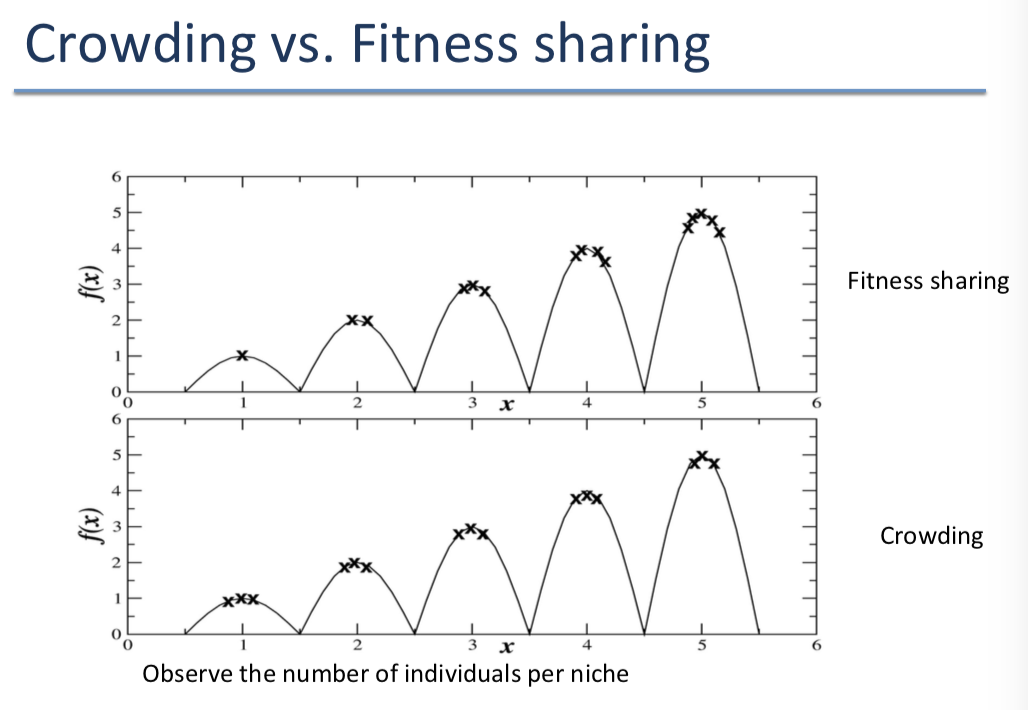 Crowding vs. Fitness sharing
6
5
4
3
2
1
0
f(x)
0 1 2 3 x 4 5 6
Fitness sharing
6
5
4
3
2
1
0
f(x)
0 1 2 3 x 4 5 6
Crowding
Observe the number of individuals per niche